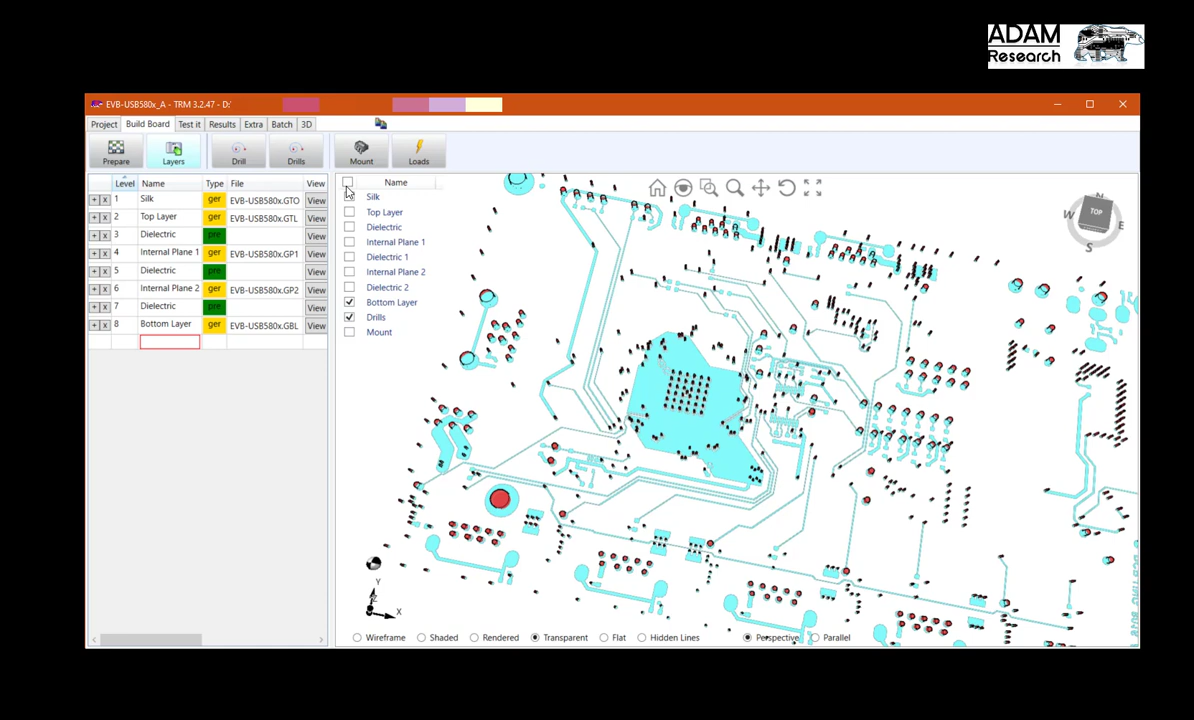 ADAM
Research
EVB-USB580x_A - TRM 3.2.47 - D:'
Project Build Board Test it Results Extra Batch 3D
Prepare Layers Drill Drills Mount Loads
Level Name Type File View
1 Silk ger EVB-USB580x.GTO View
2 Top Layer ger EVB-USB580x.GTL View
3 Dielectric pre View
4 Internal Plane 1 ger EVB-USB580x.GP1 View
5 Dielectric pre View
6 Internal Plane 2 ger EVB-USB580x.GP2 View
7 Dielectric pre View
8 Bottom Layer ger EVB-USB580x.GBL View
Name
Silk
Top Layer
Dielectric
Internal Plane 1
Dielectric 1
Internal Plane 2
Dielectric 2
Bottom Layer
Drills
Mount
N
W TOP E
S
Y
Z
X
Wireframe Shaded Rendered Transparent Flat Hidden Lines Perspective Parallel